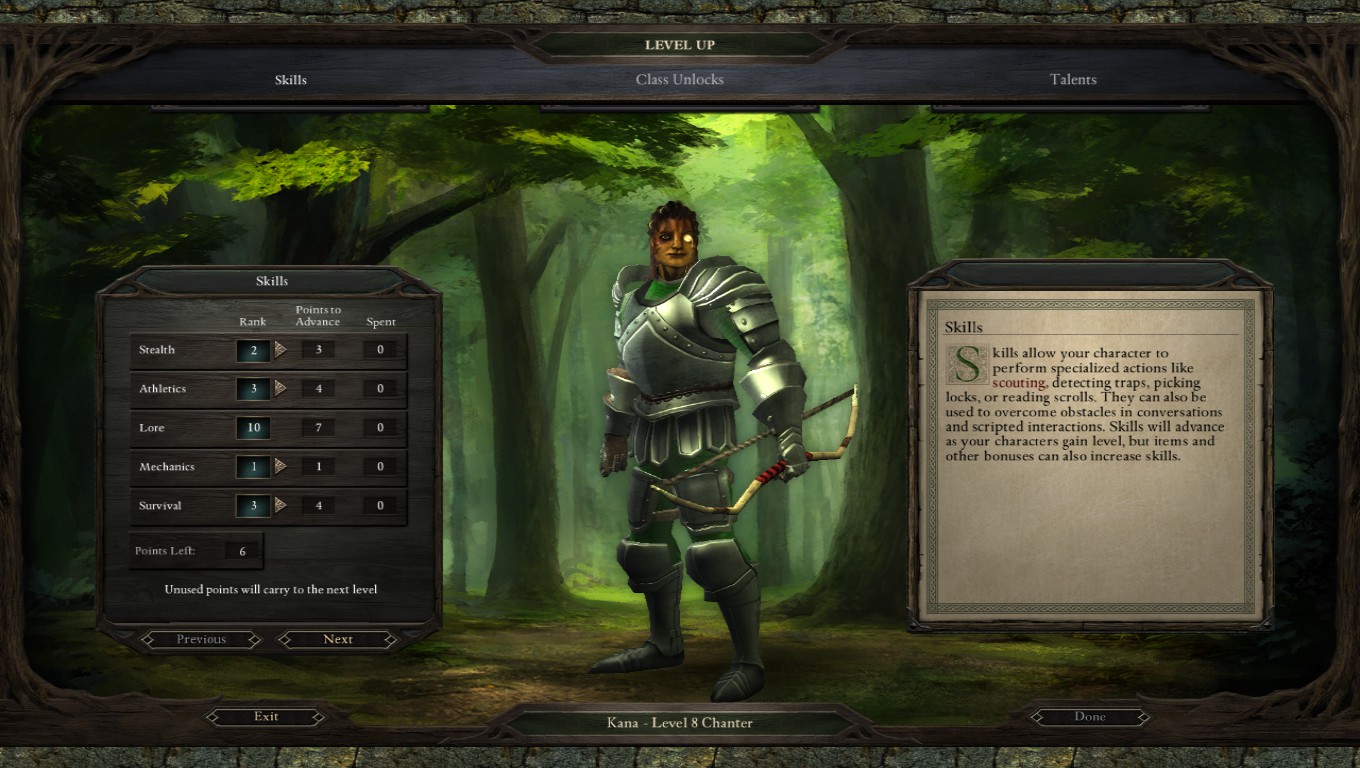 LEVEL UP
Skills
Class Unlocks
Talents
Skills
Rank
Points to
Advance
Spent
Stealth 2 3 0
Athletics 3 4 0
Lore 10 7 0
Mechanics 1 1 0
Survival 3 4 0
Points Left: 6
Unused points will carry to the next level
Previous
Next
Skills
Skills allow your character to
perform specialized actions like
scouting, detecting traps, picking
locks, or reading scrolls. They can also be
used to overcome obstacles in conversations
and scripted interactions. Skills will advance
as your characters gain level, but items and
other bonuses can also increase skills.
Exit
Kana - Level 8 Chanter
Done